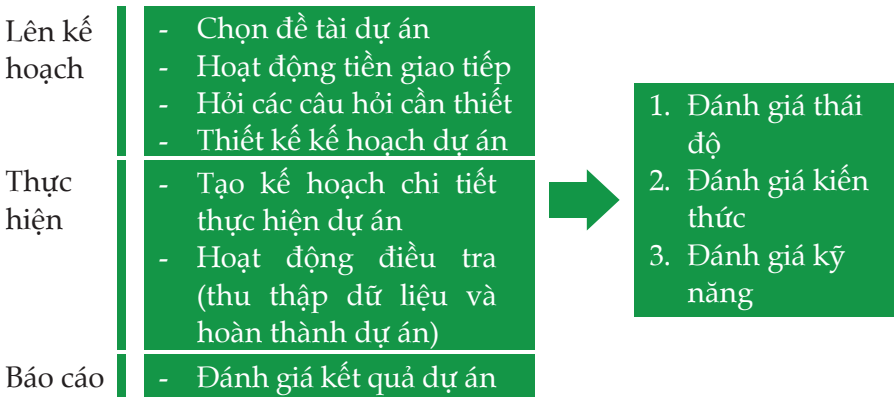 Lên kế
hoạch
- Chọn đề tài dự án
- Hoạt động tiền giao tiếp
- Hỏi các câu hỏi cần thiết
- Thiết kế kế hoạch dự án
Thực
hiện
- Tạo kế hoạch chi tiết
thực hiện dự án
- Hoạt động điều tra
(thu thập dữ liệu và
hoàn thành dự án)
Báo cáo
- Đánh giá kết quả dự án
1. Đánh giá thái
độ
2. Đánh giá kiến
thức
3. Đánh giá kỹ
năng